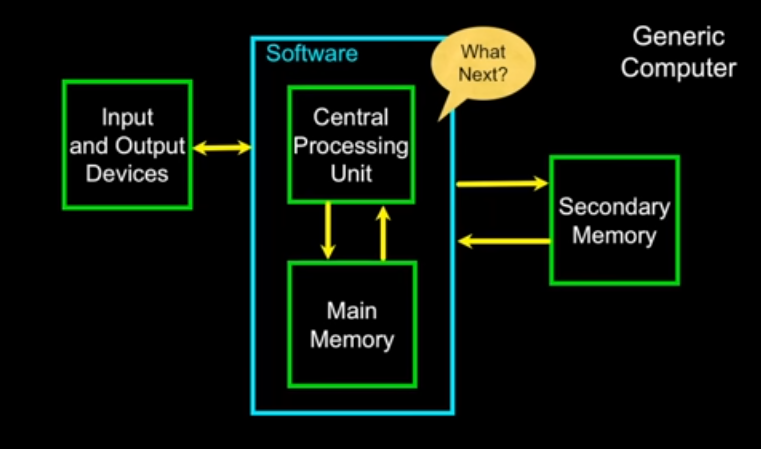 Generic
Computer
Software
What
Next?
Input
and Output
Devices
Central
Processing
Unit
Secondary
Memory
Main
Memory